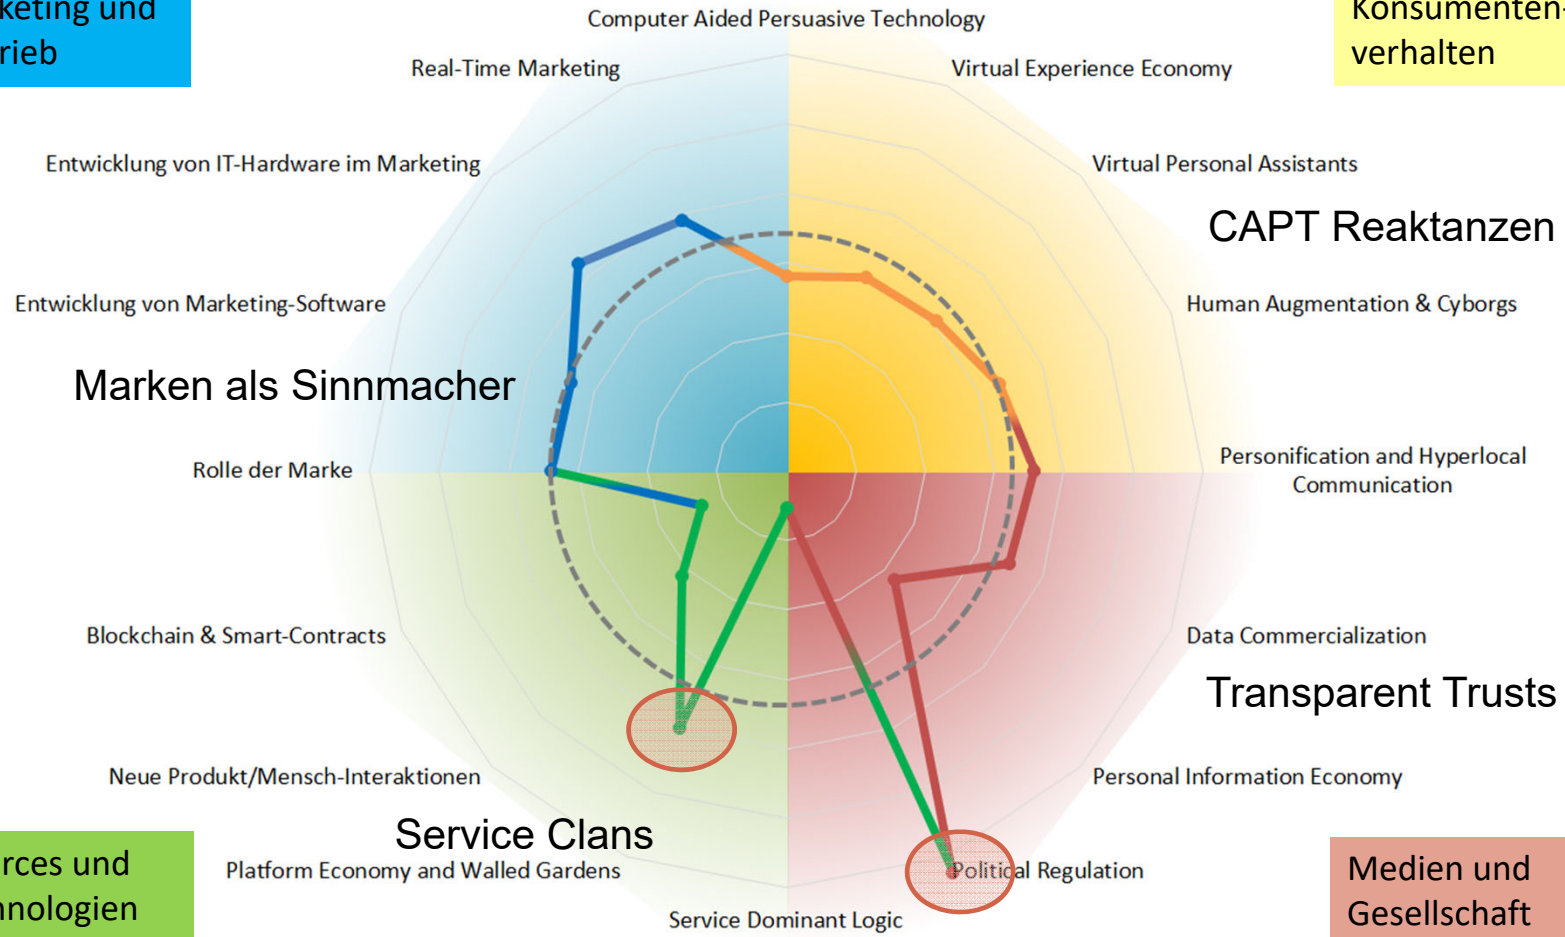 keting und
rieb
Computer Aided Persuasive Technology
Konsumenten-
verhalten
Real-Time Marketing
Virtual Experience Economy
Entwicklung von IT-Hardware im Marketing
Virtual Personal Assistants
CAPT Reaktanzen
Entwicklung von Marketing-Software
Human Augmentation & Cyborgs
Marken als Sinnmacher
Rolle der Marke
Personification and Hyperlocal
Communication
Blockchain & Smart-Contracts
Data Commercialization
Transparent Trusts
Neue Produkt/Mensch-Interaktionen
Personal Information Economy
Service Clans
Platform Economy and Walled Gardens
Political Regulation
rces und
hnologien
Medien und
Gesellschaft
Service Dominant Logic